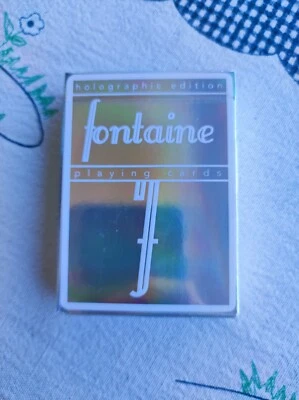 holographic edition
fontaine
playing cards
f